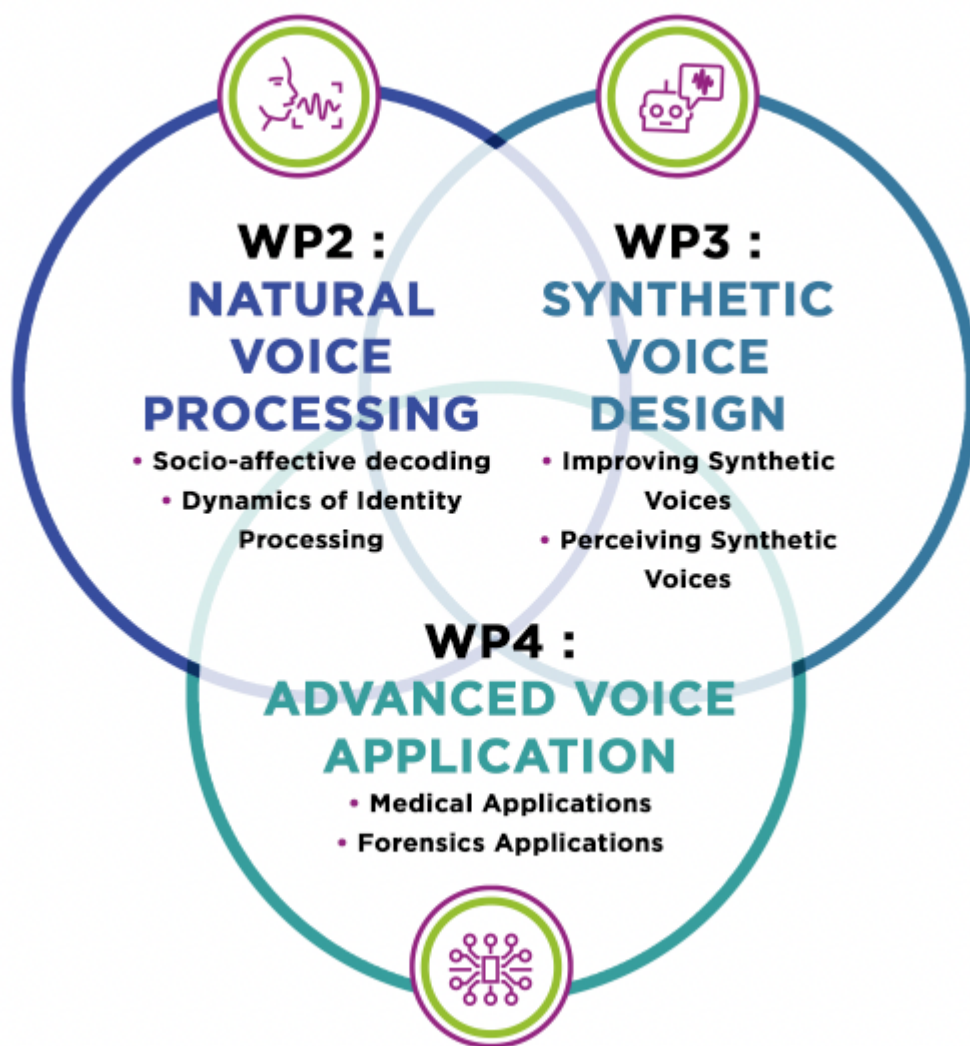 WP2 :
NATURAL
VOICE
PROCESSING
• Socio-affective decoding
• Dynamics of Identity
Processing
WP3 :
SYNTHETIC
VOICE
DESIGN
• Improving Synthetic
Voices
• Perceiving Synthetic
Voices
WP4 :
ADVANCED VOICE
APPLICATION
• Medical Applications
• Forensics Applications